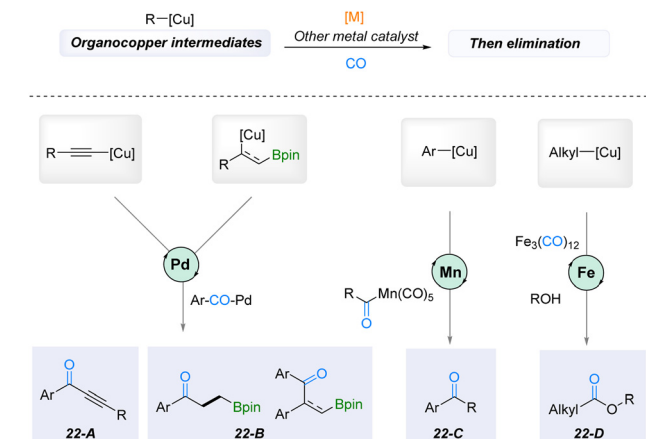 R—[Cu]
Organocopper intermediates
[M]
Other metal catalyst
CO
Then elimination
R [Cu]
[Cu]
R Bpin
Ar—[Cu]
Alkyl—[Cu]
Pd
Ar-CO-Pd
Mn
R Mn(CO)5
O
Fe3(CO)12
Fe
ROH
O
Ar
R
22-A
O
Ar Bpin
Ar O
Ar Bpin
22-B
O
Ar R
22-C
O
Alkyl O R
22-D